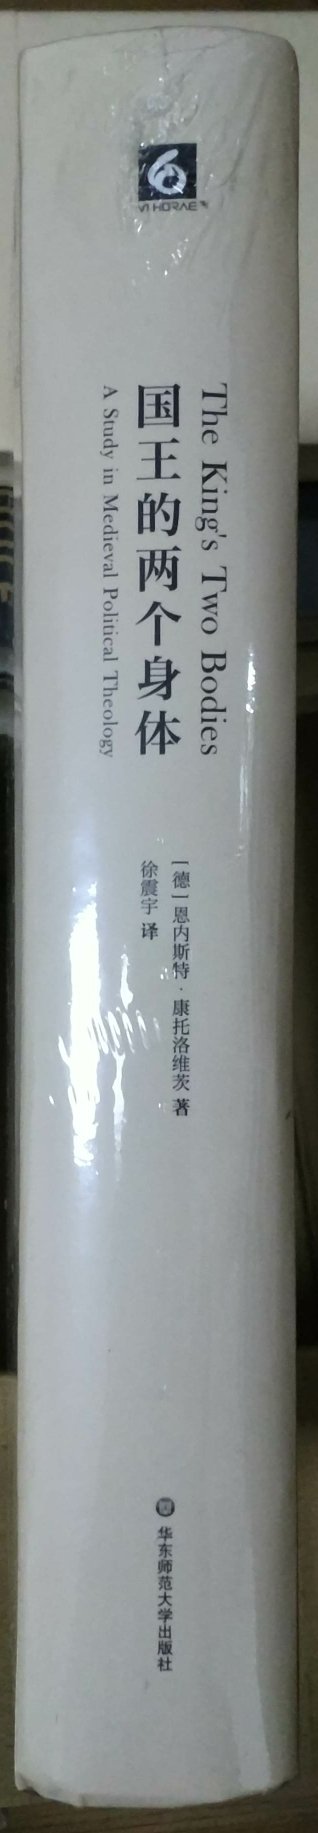 VI HORAE
The King's Two Bodies
国王的两个身体
A Study in Medieval Political Theology
[德]恩内斯特·康托洛维茨 著
徐震宇 译
华东师范大学出版社